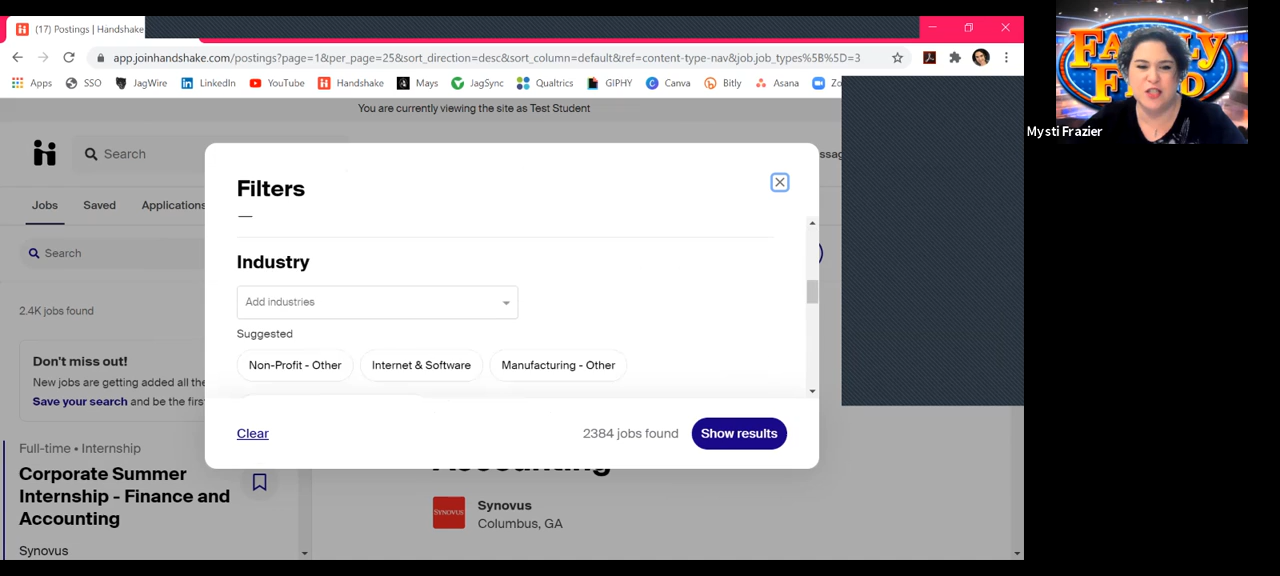 (17) Postings | Handshake
app.joinhandshake.com/postings?page=1&per_page=25&sort_direction=desc&sort_column=default&ref=content-type-nav&job.job_types%5B%5D=3
Apps SSO JagWire LinkedIn YouTube Handshake Mays JagSync Qualtrics GIPHY Canva Bitly Asana Zo
You are currently viewing the site as Test Student
Search
ssag
Jobs Saved Applications
Search
2.4K jobs found
Don't miss out!
New jobs are getting added all the
Save your search and be the firs
Full-time • Internship
Corporate Summer
Internship - Finance and
Accounting
Synovus
Filters
Industry
Add industries
Suggested
Non-Profit - Other Internet & Software Manufacturing - Other
Clear 2384 jobs found Show results
Accounting
SYNOVUS
Synovus
Columbus, GA
FAMILY
FEUD
Mysti Frazier